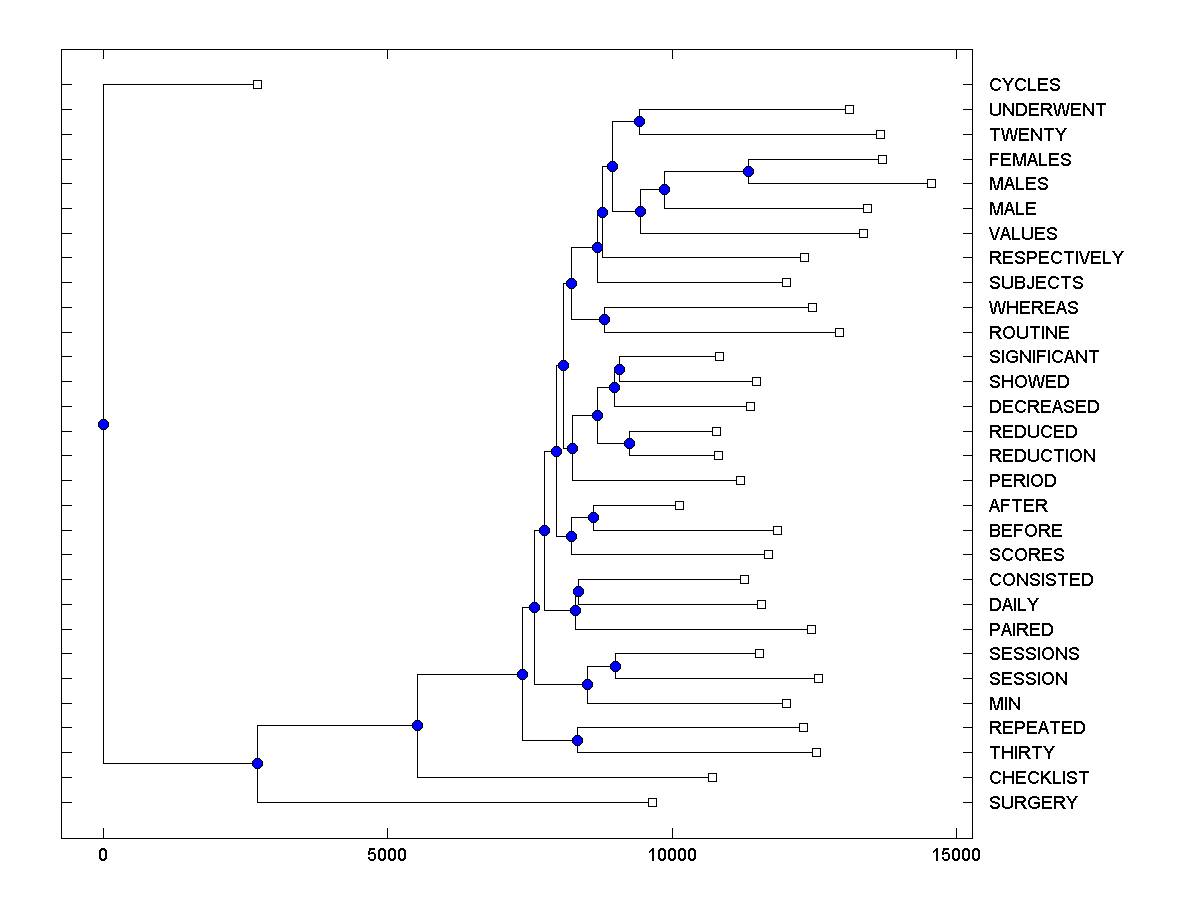 CYCLES
UNDERWENT
TWENTY
FEMALES
MALES
MALE
VALUES
RESPECTIVELY
SUBJECTS
WHEREAS
ROUTINE
SIGNIFICANT
SHOWED
DECREASED
REDUCED
REDUCTION
PERIOD
AFTER
BEFORE
SCORES
CONSISTED
DAILY
PAIRED
SESSIONS
SESSION
MIN
REPEATED
THIRTY
CHECKLIST
SURGERY
0 5000 10000 15000